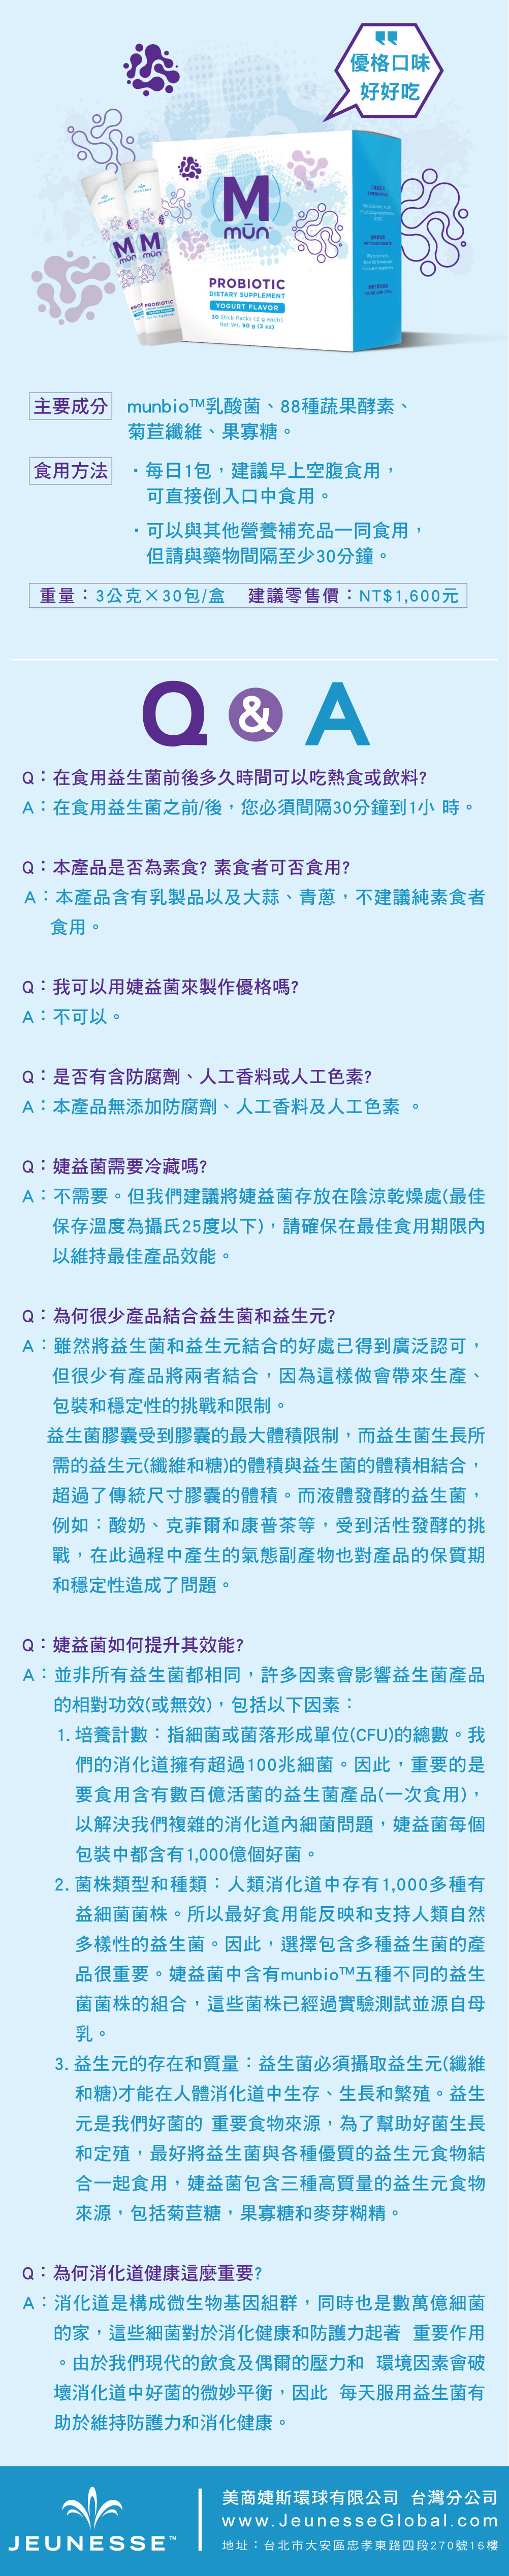 優格口味
好好吃
JEUNESSE
M
mūn
M
mūn
M
mūn
PROBIOTIC
DIETARY SUPPLEMENT
YOGURT FLAVOR
30 Stick Packs (3 g each)
Net Wt. 90 g (3 oz)
PROBIOTIC
主要成分
munbio™乳酸菌、88種蔬果酵素、
菊苣纖維、果寡糖。
食用方法
・每日1包，建議早上空腹食用，
可直接倒入口中食用。
・可以與其他營養補充品一同食用，
但請與藥物間隔至少30分鐘。
重量：3公克×30包/盒 建議零售價：NT$1,600元
Q & A
Q：在食用益生菌前後多久時間可以吃熱食或飲料?
A：在食用益生菌之前/後，您必須間隔30分鐘到1小 時。
Q：本產品是否為素食? 素食者可否食用?
A：本產品含有乳製品以及大蒜、青蔥，不建議純素食者
食用。
Q：我可以用婕益菌來製作優格嗎?
A：不可以。
Q：是否有含防腐劑、人工香料或人工色素?
A：本產品無添加防腐劑、人工香料及人工色素 。
Q：婕益菌需要冷藏嗎?
A：不需要。但我們建議將婕益菌存放在陰涼乾燥處(最佳
保存溫度為攝氏25度以下)，請確保在最佳食用期限內
以維持最佳產品效能。
Q：為何很少產品結合益生菌和益生元?
A：雖然將益生菌和益生元結合的好處已得到廣泛認可，
但很少有產品將兩者結合，因為這樣做會帶來生產、
包裝和穩定性的挑戰和限制。
益生菌膠囊受到膠囊的最大體積限制，而益生菌生長所
需的益生元(纖維和糖)的體積與益生菌的體積相結合，
超過了傳統尺寸膠囊的體積。而液體發酵的益生菌，
例如：酸奶、克菲爾和康普茶等，受到活性發酵的挑
戰，在此過程中產生的氣態副產物也對產品的保質期
和穩定性造成了問題。
Q：婕益菌如何提升其效能?
A：並非所有益生菌都相同，許多因素會影響益生菌產品
的相對功效(或無效)，包括以下因素：
1. 培養計數：指細菌或菌落形成單位(CFU)的總數。我
們的消化道擁有超過100兆細菌。因此，重要的是
要食用含有數百億活菌的益生菌產品(一次食用)，
以解決我們複雜的消化道內細菌問題，婕益菌每個
包裝中都含有1,000億個好菌。
2. 菌株類型和種類：人類消化道中存有1,000多種有
益細菌菌株。所以最好食用能反映和支持人類自然
多樣性的益生菌。因此，選擇包含多種益生菌的產
品很重要。婕益菌中含有munbio™五種不同的益生
菌菌株的組合，這些菌株已經過實驗測試並源自母
乳。
3. 益生元的存在和質量：益生菌必須攝取益生元(纖維
和糖)才能在人體消化道中生存、生長和繁殖。益生
元是我們好菌的 重要食物來源，為了幫助好菌生長
和定殖，最好將益生菌與各種優質的益生元食物結
合一起食用，婕益菌包含三種高質量的益生元食物
來源，包括菊苣糖，果寡糖和麥芽糊精。
Q：為何消化道健康這麼重要?
A：消化道是構成微生物基因組群，同時也是數萬億細菌
的家，這些細菌對於消化健康和防護力起著 重要作用
。由於我們現代的飲食及偶爾的壓力和 環境因素會破
壞消化道中好菌的微妙平衡，因此 每天服用益生菌有
助於維持防護力和消化健康。
JEUNESSE™
美商婕斯環球有限公司 台灣分公司
www.JeunesseGlobal.com
地址：台北市大安區忠孝東路四段270號16樓